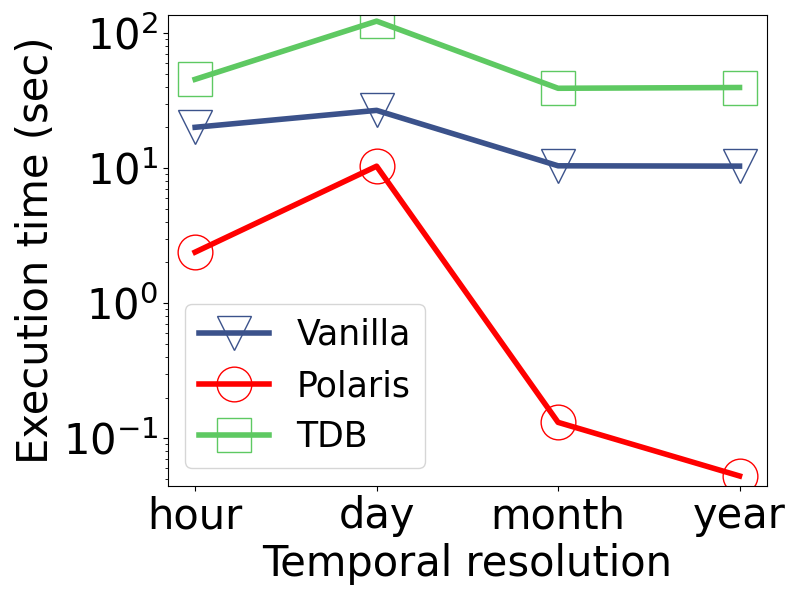 Execution time (sec)
10²
10¹
10⁰
10⁻¹
Vanilla
Polaris
TDB
hour day month year
Temporal resolution